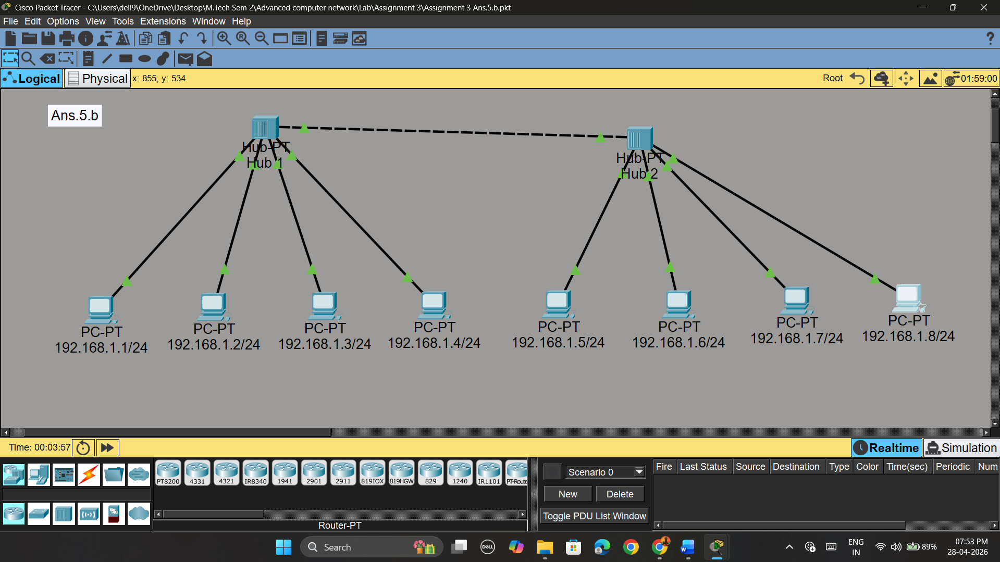 Cisco Packet Tracer - C:\Users\dell9\OneDrive\Desktop\M.Tech Sem 2\Advanced computer network\Lab\Assignment 3\Assignment 3 Ans.5.b.pkt
File Edit Options View Tools Extensions Window Help
?
Logical Physical x: 855, y: 534 Root 01:59:00
Ans.5.b
Hub-PT
Hub 1
Hub-PT
Hub 2
PC-PT
192.168.1.1/24
PC-PT
192.168.1.2/24
PC-PT
192.168.1.3/24
PC-PT
192.168.1.4/24
PC-PT
192.168.1.5/24
PC-PT
192.168.1.6/24
PC-PT
192.168.1.7/24
PC-PT
192.168.1.8/24
Time: 00:03:57 Realtime Simulation
PT8200 4331 4321 IR8340 1941 2901 2911 819IOX 819HGW 829 1240 IR1101 PT-Route
Router-PT
Scenario 0
New Delete
Toggle PDU List Window
Fire Last Status Source Destination Type Color Time(sec) Periodic Num
Search
DELL
ENG
IN
89%
07:53 PM
28-04-2026